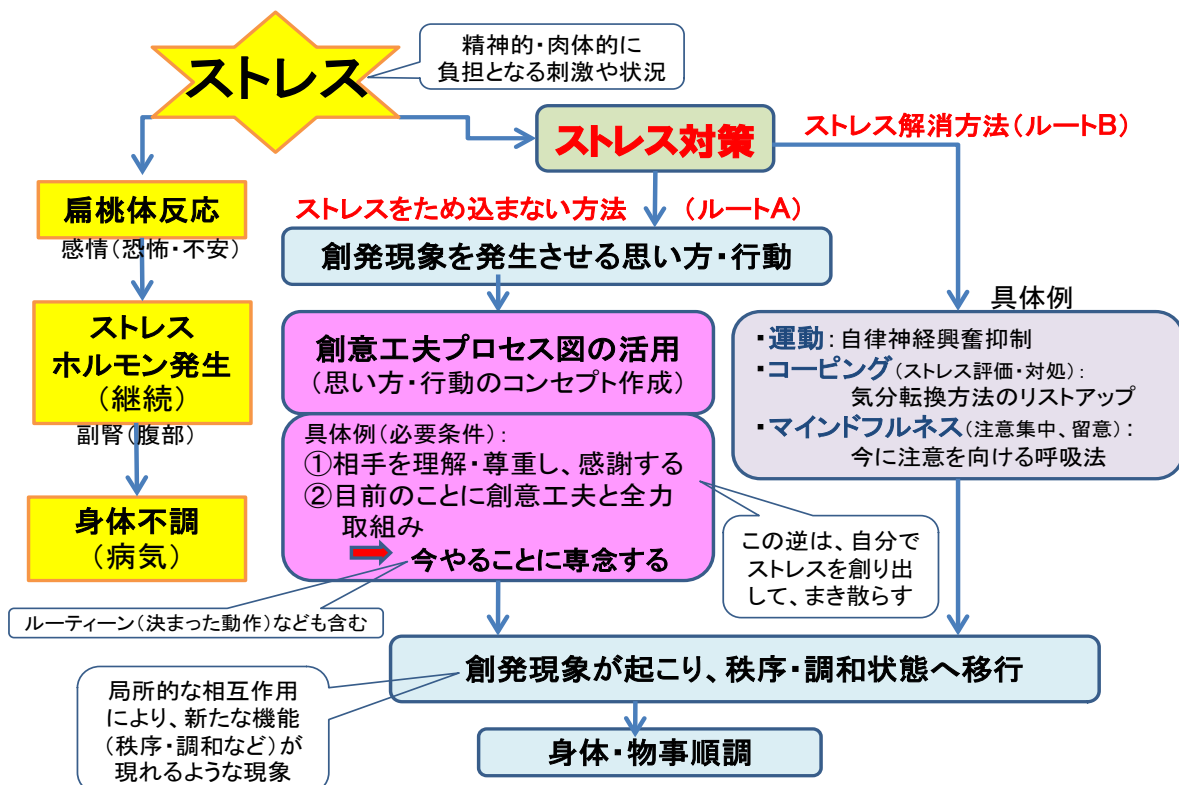 ストレス
精神的・肉体的に
負担となる刺激や状況
ストレス対策
ストレス解消方法(ルートB)
扁桃体反応
感情(恐怖・不安)
ストレス
ホルモン発生
(継続)
副腎(腹部)
身体不調
(病気)
ストレスをため込まない方法 (ルートA)
創発現象を発生させる思い方・行動
創意工夫プロセス図の活用
(思い方・行動のコンセプト作成)
具体例(必要条件):
①相手を理解・尊重し、感謝する
②目前のことに創意工夫と全力
取組み
今やることに専念する
ルーティーン(決まった動作)なども含む
具体例
・運動:自律神経興奮抑制
・コーピング(ストレス評価・対処):
気分転換方法のリストアップ
・マインドフルネス(注意集中、留意):
今に注意を向ける呼吸法
この逆は、自分で
ストレスを創り出
して、まき散らす
創発現象が起こり、秩序・調和状態へ移行
局所的な相互作用
により、新たな機能
(秩序・調和など)が
現れるような現象
身体・物事順調